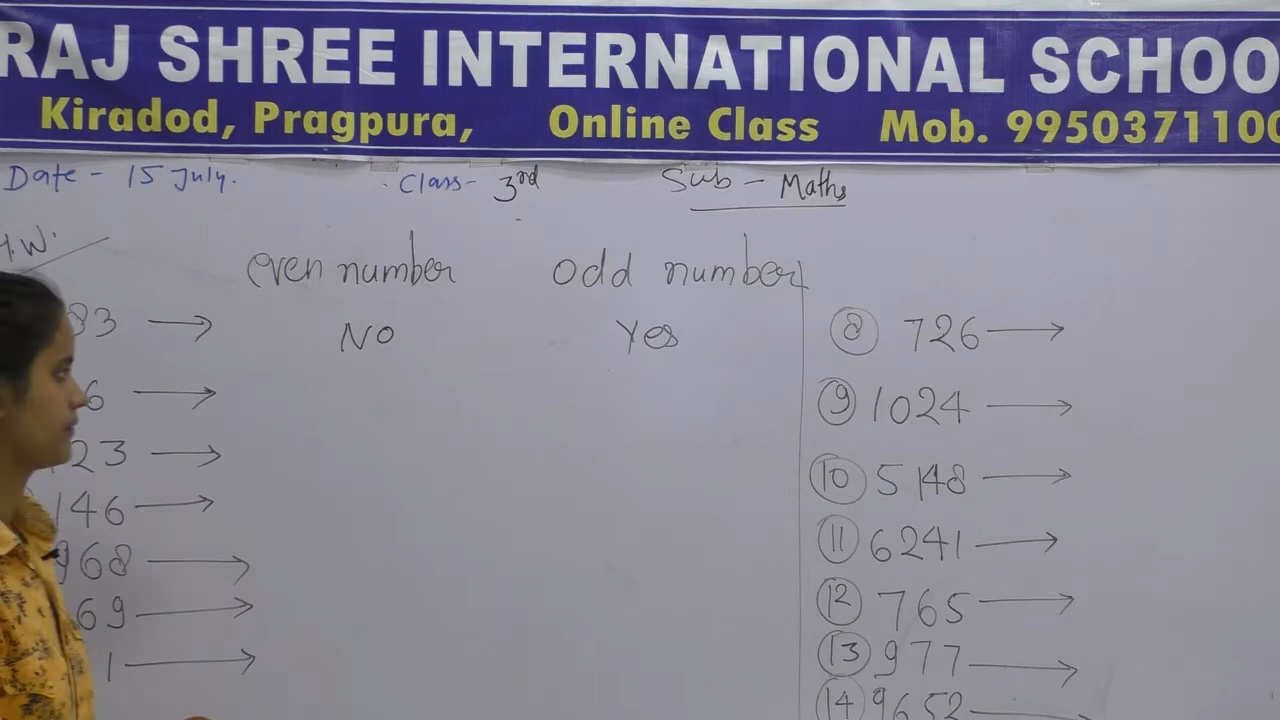 RAJ SHREE INTERNATIONAL SCHOO
Kiradod, Pragpura, Online Class Mob. 9950371100
Date - 15 July. Class - 3rd Sub - Maths
H.W.
even number odd number
83 → No Yes
6 →
23 →
146 →
968 →
69 →
1 →
8 726 →
9 1024 →
10 5148 →
11 6241 →
12 765 →
13 977 →
14 9652 →